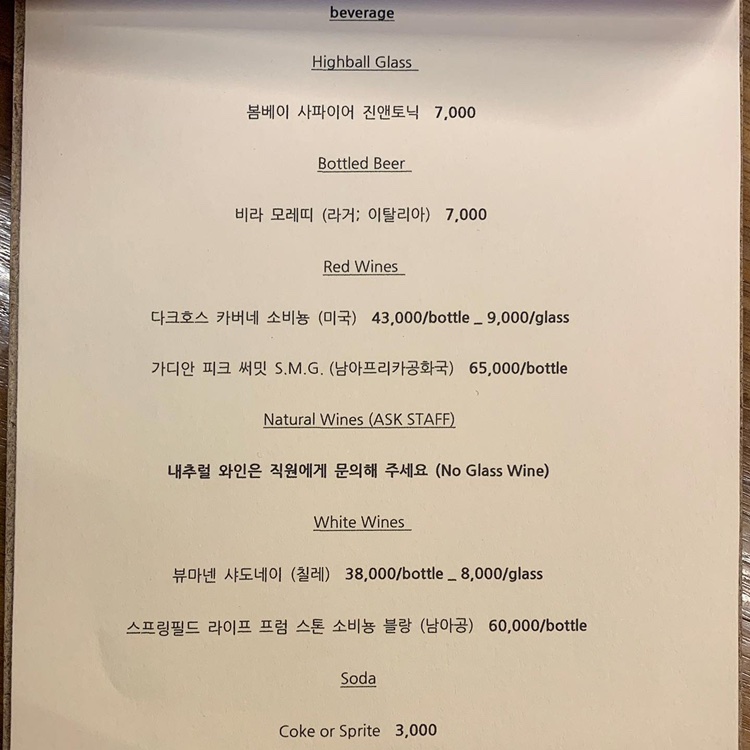 beverage
Highball Glass
봄베이 사파이어 진앤토닉 7,000
Bottled Beer
비라 모레띠 (라거; 이탈리아) 7,000
Red Wines
다크호스 카버네 소비뇽 (미국) 43,000/bottle _ 9,000/glass
가디안 피크 써밋 S.M.G. (남아프리카공화국) 65,000/bottle
Natural Wines (ASK STAFF)
내추럴 와인은 직원에게 문의해 주세요 (No Glass Wine)
White Wines
뷰마넨 샤도네이 (칠레) 38,000/bottle _ 8,000/glass
스프링필드 라이프 프럼 스톤 소비뇽 블랑 (남아공) 60,000/bottle
Soda
Coke or Sprite 3,000